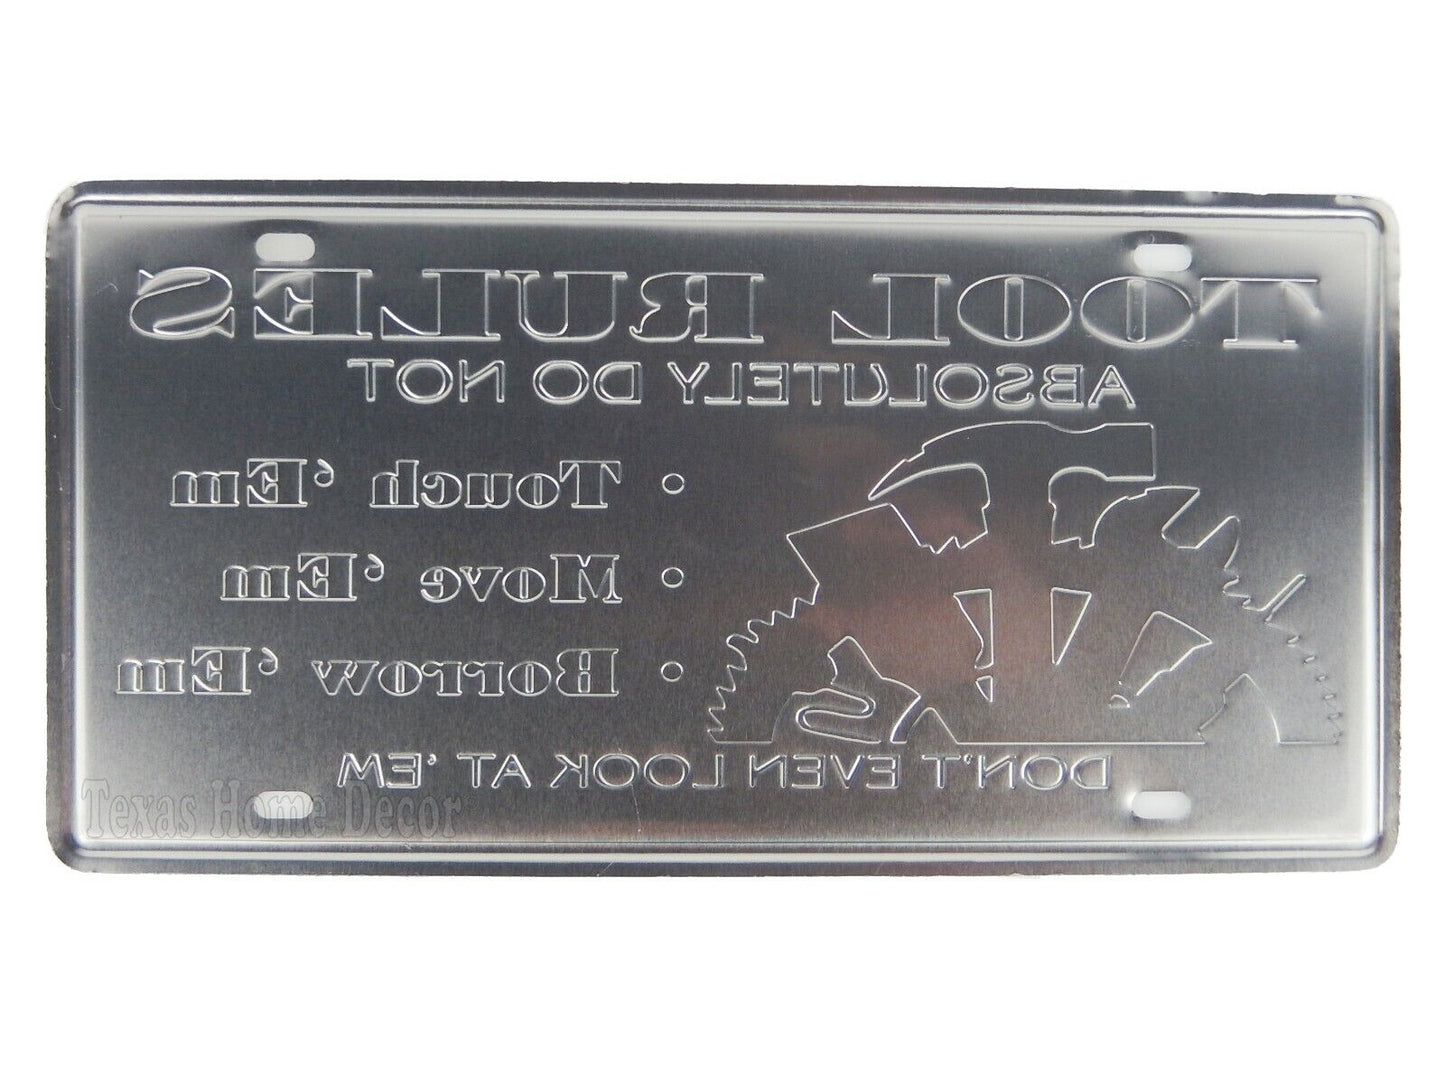 TOOL RULES
ABSOLUTELY DO NOT
• Touch ‘Em
• Move ‘Em
• Borrow ‘Em
DON'T EVEN LOOK AT 'EM
Texas Home Decor